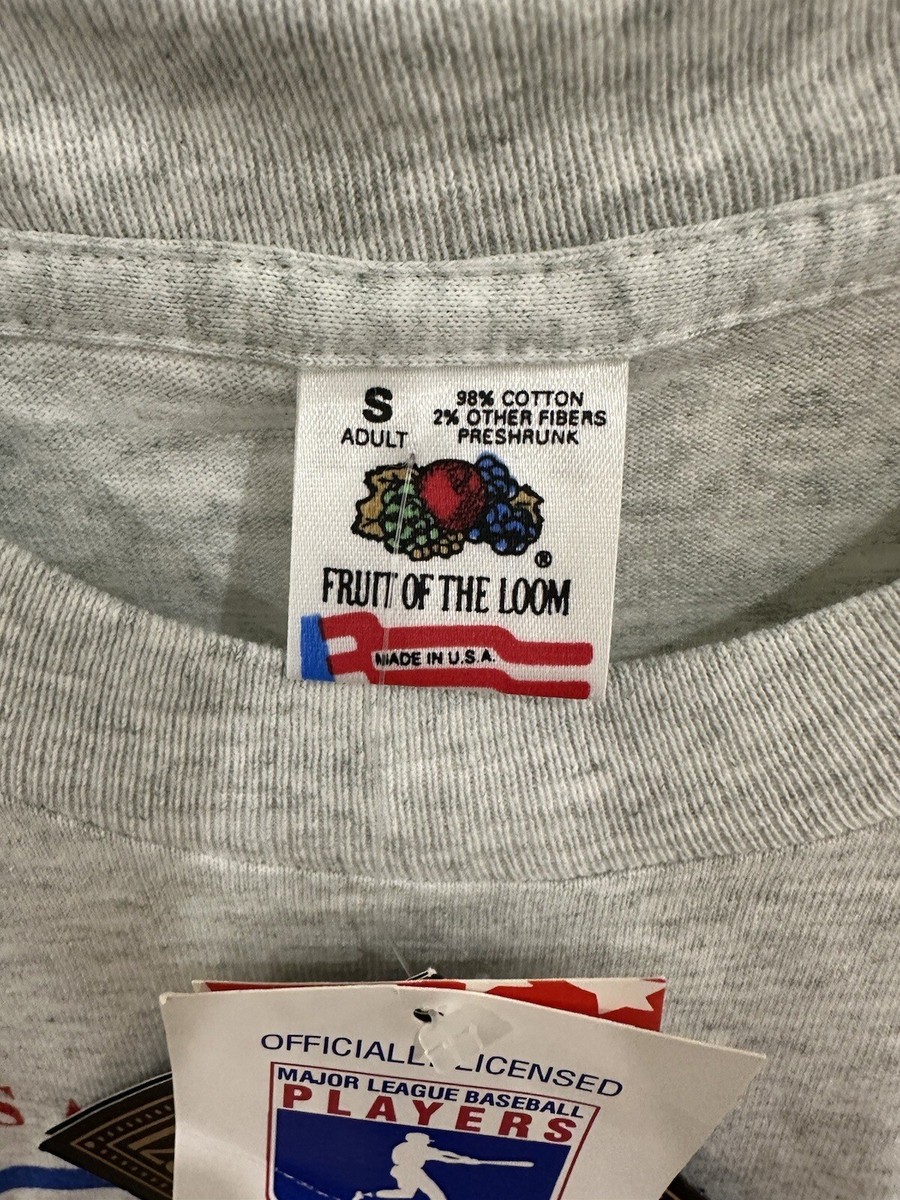 S
ADULT
98% COTTON
2% OTHER FIBERS
PRESHRUNK
®
FRUIT OF THE LOOM
MADE IN U.S.A.
OFFICIALLY LICENSED
MAJOR LEAGUE BASEBALL
PLAYERS